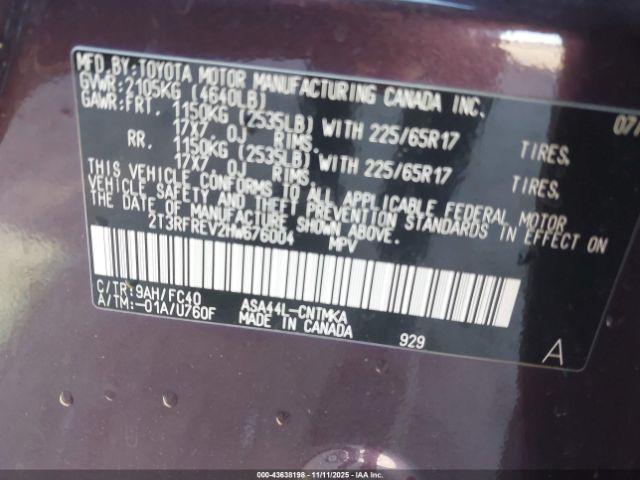 MFD. BY: TOYOTA MOTOR MANUFACTURING CANADA INC.
GVWR: 2105KG (4640LB) 07/
GAWR: FRT. 1150KG (2535LB) WITH 225/65R17 TIRES,
17X7.0J RIMS.
RR. 1150KG (2535LB) WITH 225/65R17 TIRES,
17X7.0J RIMS
THIS VEHICLE CONFORMS TO ALL APPLICABLE FEDERAL MOTOR
VEHICLE SAFETY AND THEFT PREVENTION STANDARDS IN EFFECT ON
THE DATE OF MANUFACTURE SHOWN ABOVE.
2T3RFREV2HW676004 MPV
C/TR: 9AH/FC40 ASA44L-CNTMKA
A/TM: -01A/U760F MADE IN CANADA 929 A
000-43638198 - 11/11/2025 - Copyright IAA, LLC